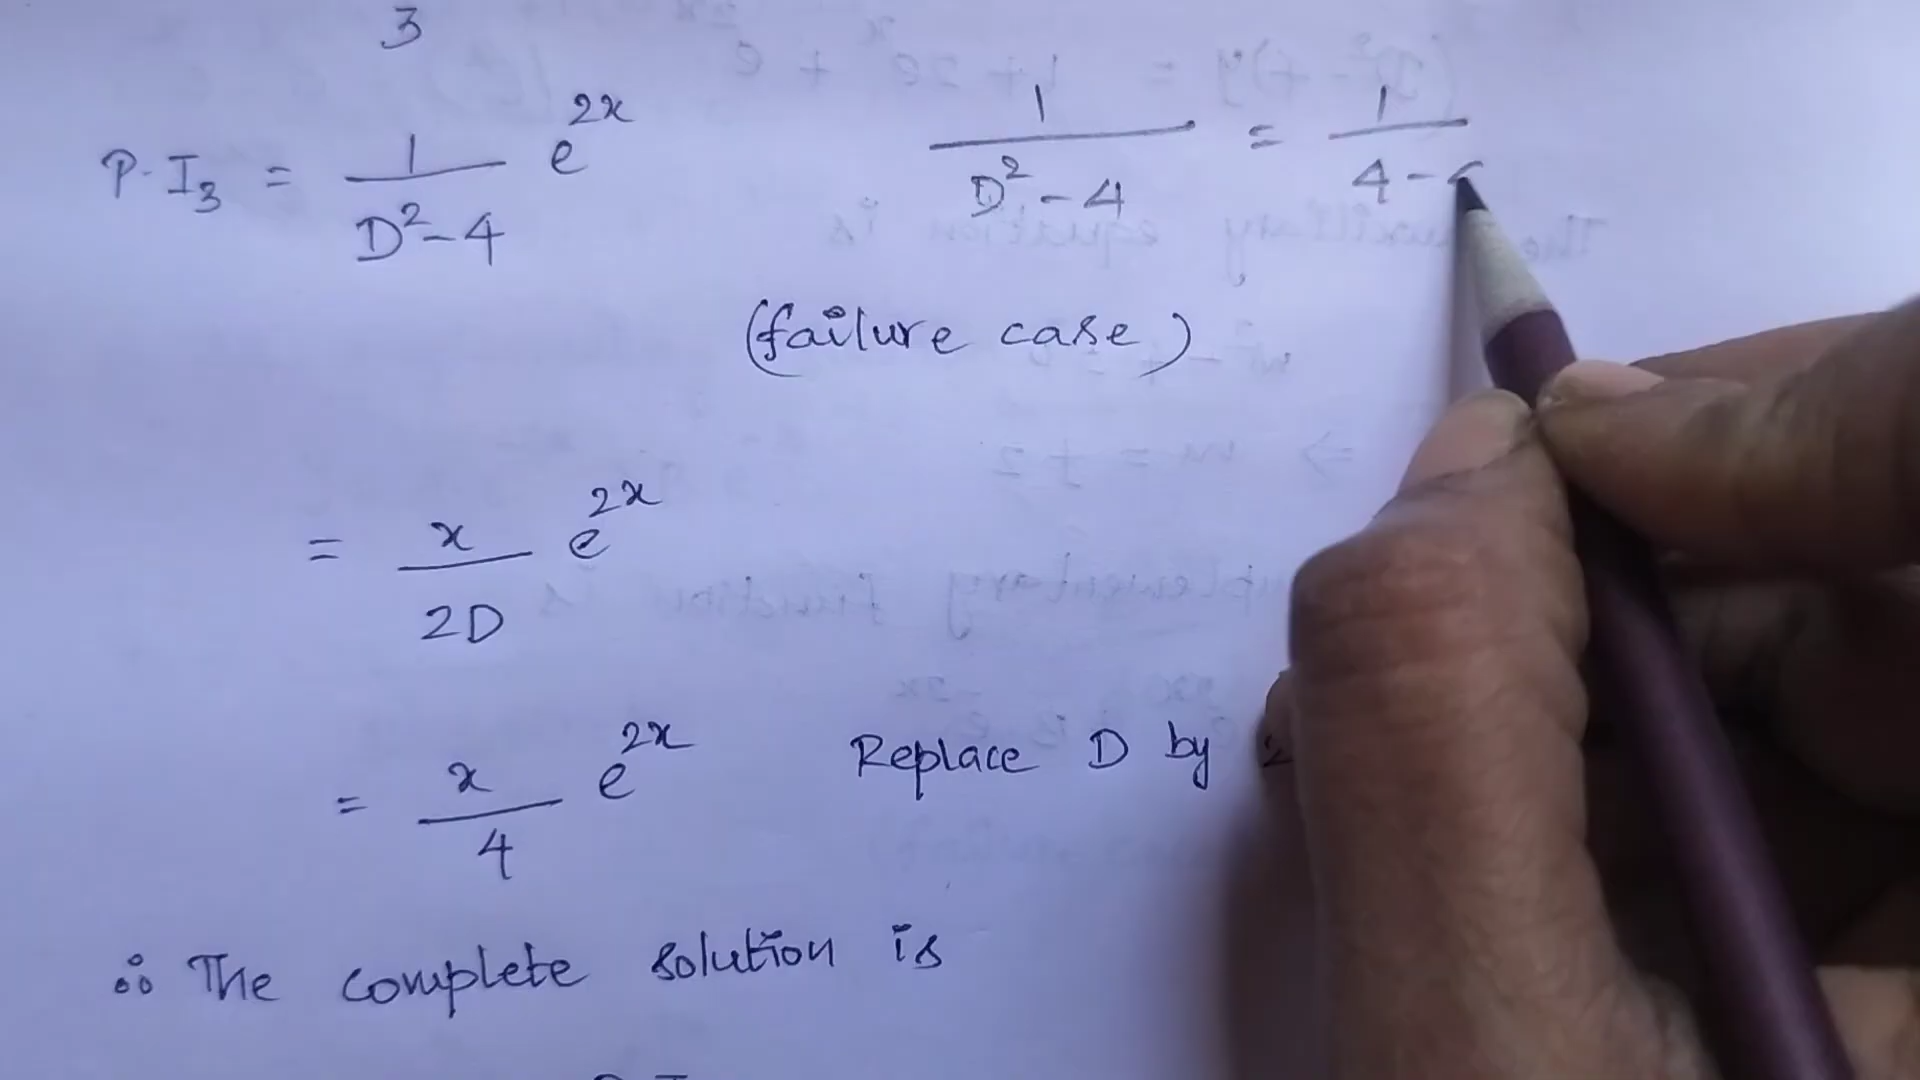 3
P.I₃ = 1/(D²-4) e^(2x)    1/(D²-4) = 1/(4-
(failure case)
= x/(2D) e^(2x)
= x/4 e^(2x)    Replace D by 2
∴ The complete solution is